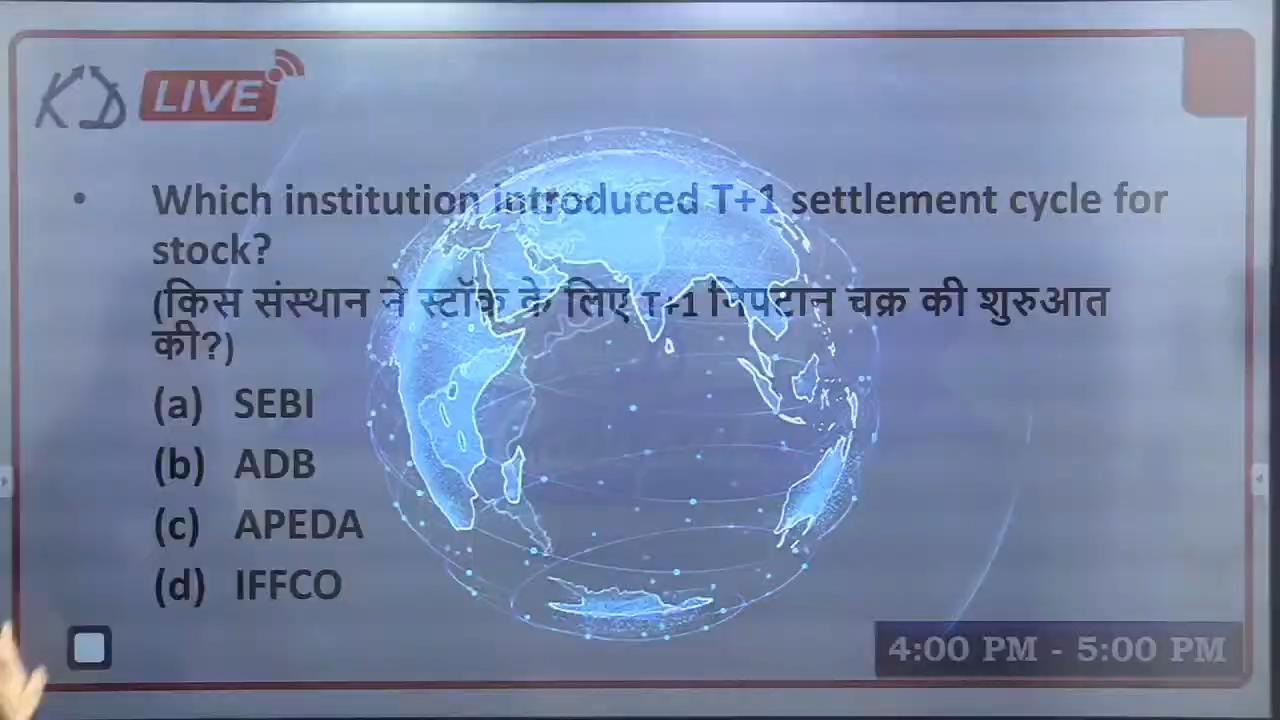 KD LIVE
• Which institution introduced T+1 settlement cycle for
stock?
(किस संस्थान ने स्टॉक के लिए T+1 निपटान चक्र की शुरुआत
की?)
(a) SEBI
(b) ADB
(c) APEDA
(d) IFFCO
4:00 PM - 5:00 PM